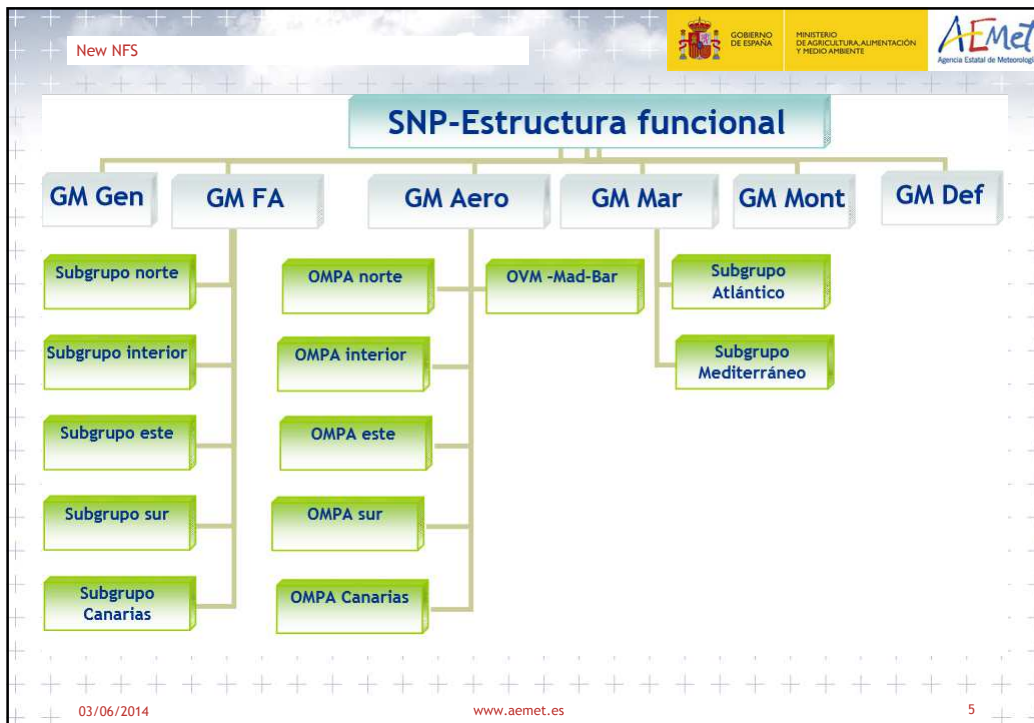 New NFS
GOBIERNO
DE ESPAÑA
MINISTERIO
DE AGRICULTURA, ALIMENTACIÓN
Y MEDIO AMBIENTE
AEMet
Agencia Estatal de Meteorología
SNP-Estructura funcional
GM Gen
GM FA
GM Aero
GM Mar
GM Mont
GM Def
Subgrupo norte
OMPA norte
OVM -Mad-Bar
Subgrupo
Atlántico
Subgrupo interior
OMPA interior
Subgrupo
Mediterráneo
Subgrupo este
OMPA este
Subgrupo sur
OMPA sur
Subgrupo
Canarias
OMPA Canarias
03/06/2014
www.aemet.es
5